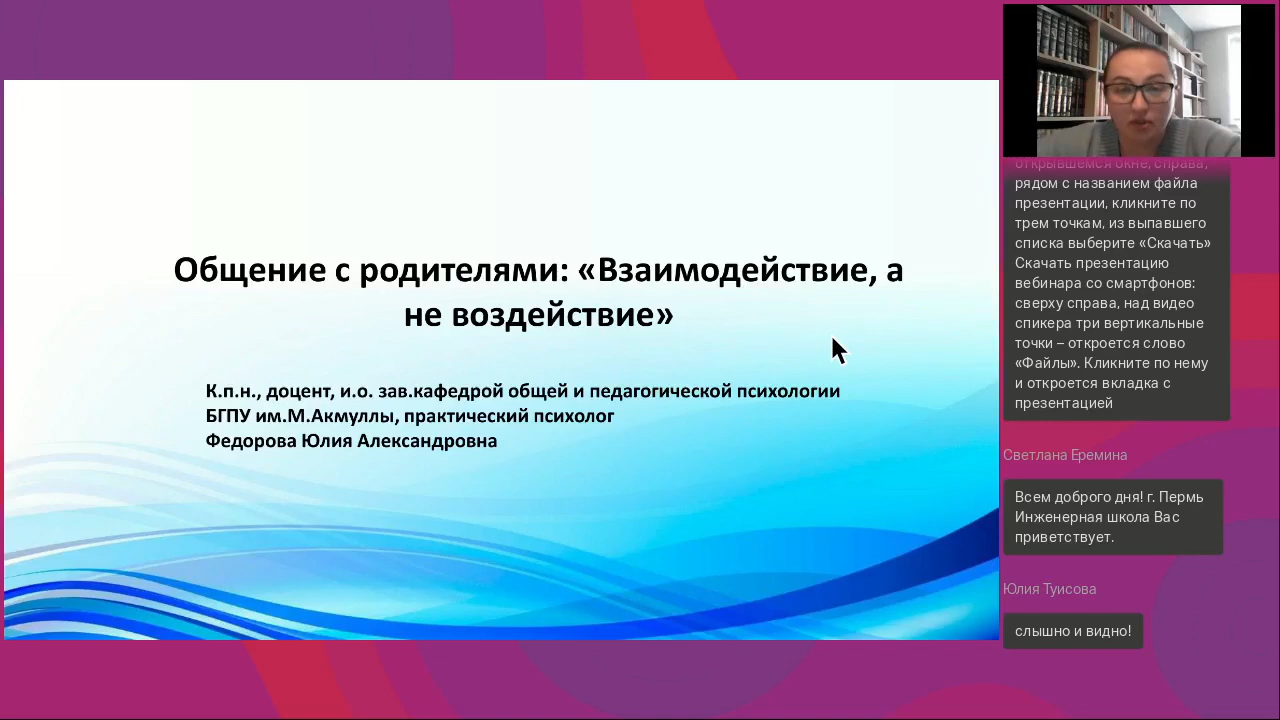 Общение с родителями: «Взаимодействие, а
не воздействие»
К.п.н., доцент, и.о. зав.кафедрой общей и педагогической психологии
БГПУ им.М.Акмуллы, практический психолог
Федорова Юлия Александровна
открывшемся окне, справа,
рядом с названием файла
презентации, кликните по
трем точкам, из выпавшего
списка выберите «Скачать»
Скачать презентацию
вебинара со смартфонов:
сверху справа, над видео
спикера три вертикальные
точки – откроется слово
«Файлы». Кликните по нему
и откроется вкладка с
презентацией
Светлана Еремина
Всем доброго дня! г. Пермь
Инженерная школа Вас
приветствует.
Юлия Туисова
слышно и видно!